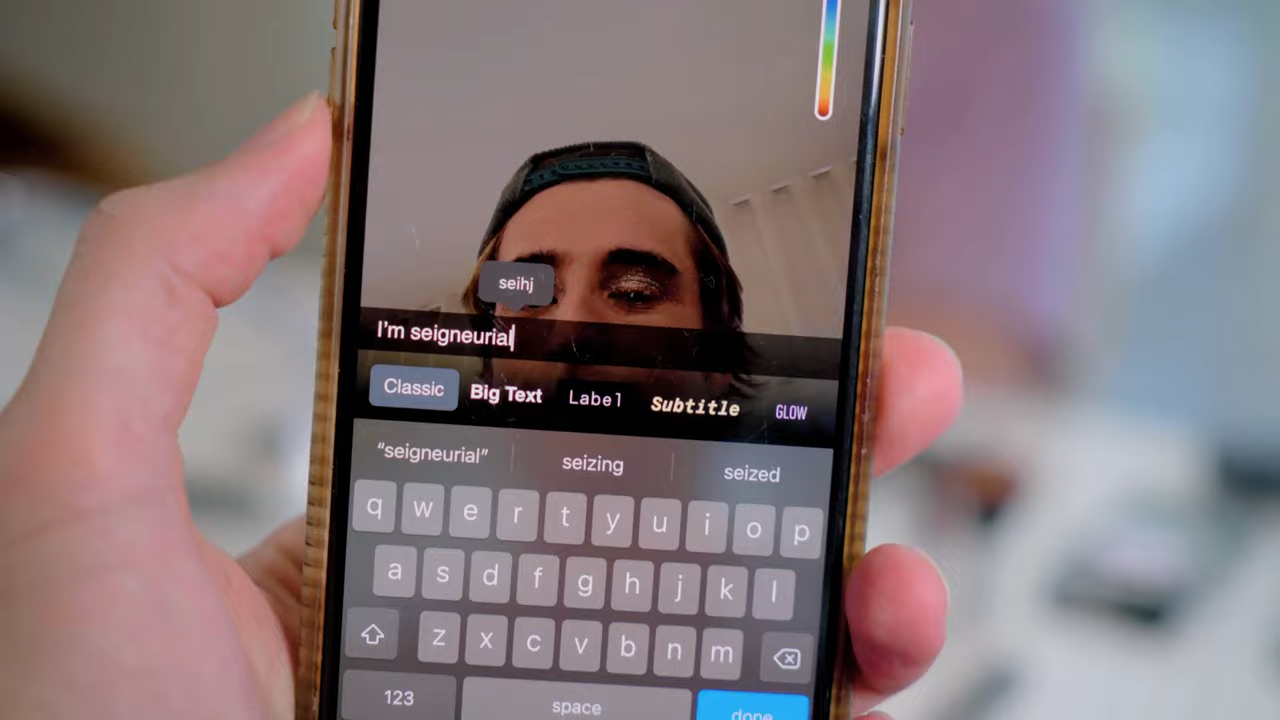 seihj
I'm seigneurial
Classic Big Text Label Subtitle GLOW
“seigneurial” seizing seized
q w e r t y u i o p
a s d f g h j k l
z x c v b n m
123 space done